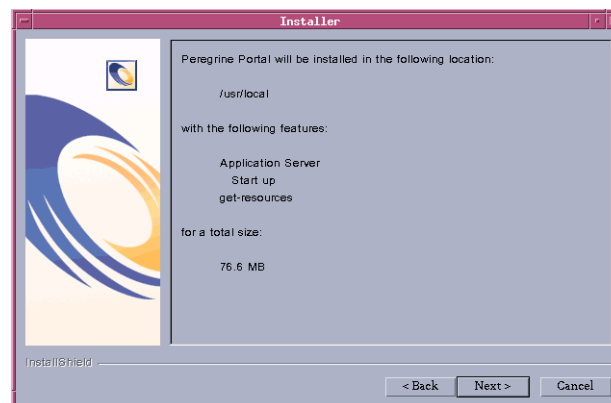 Installer
Peregrine Portal will be installed in the following location:
/usr/local
with the following features:
Application Server
Start up
get-resources
for a total size:
76.6 MB
InstallShield
< Back
Next >
Cancel